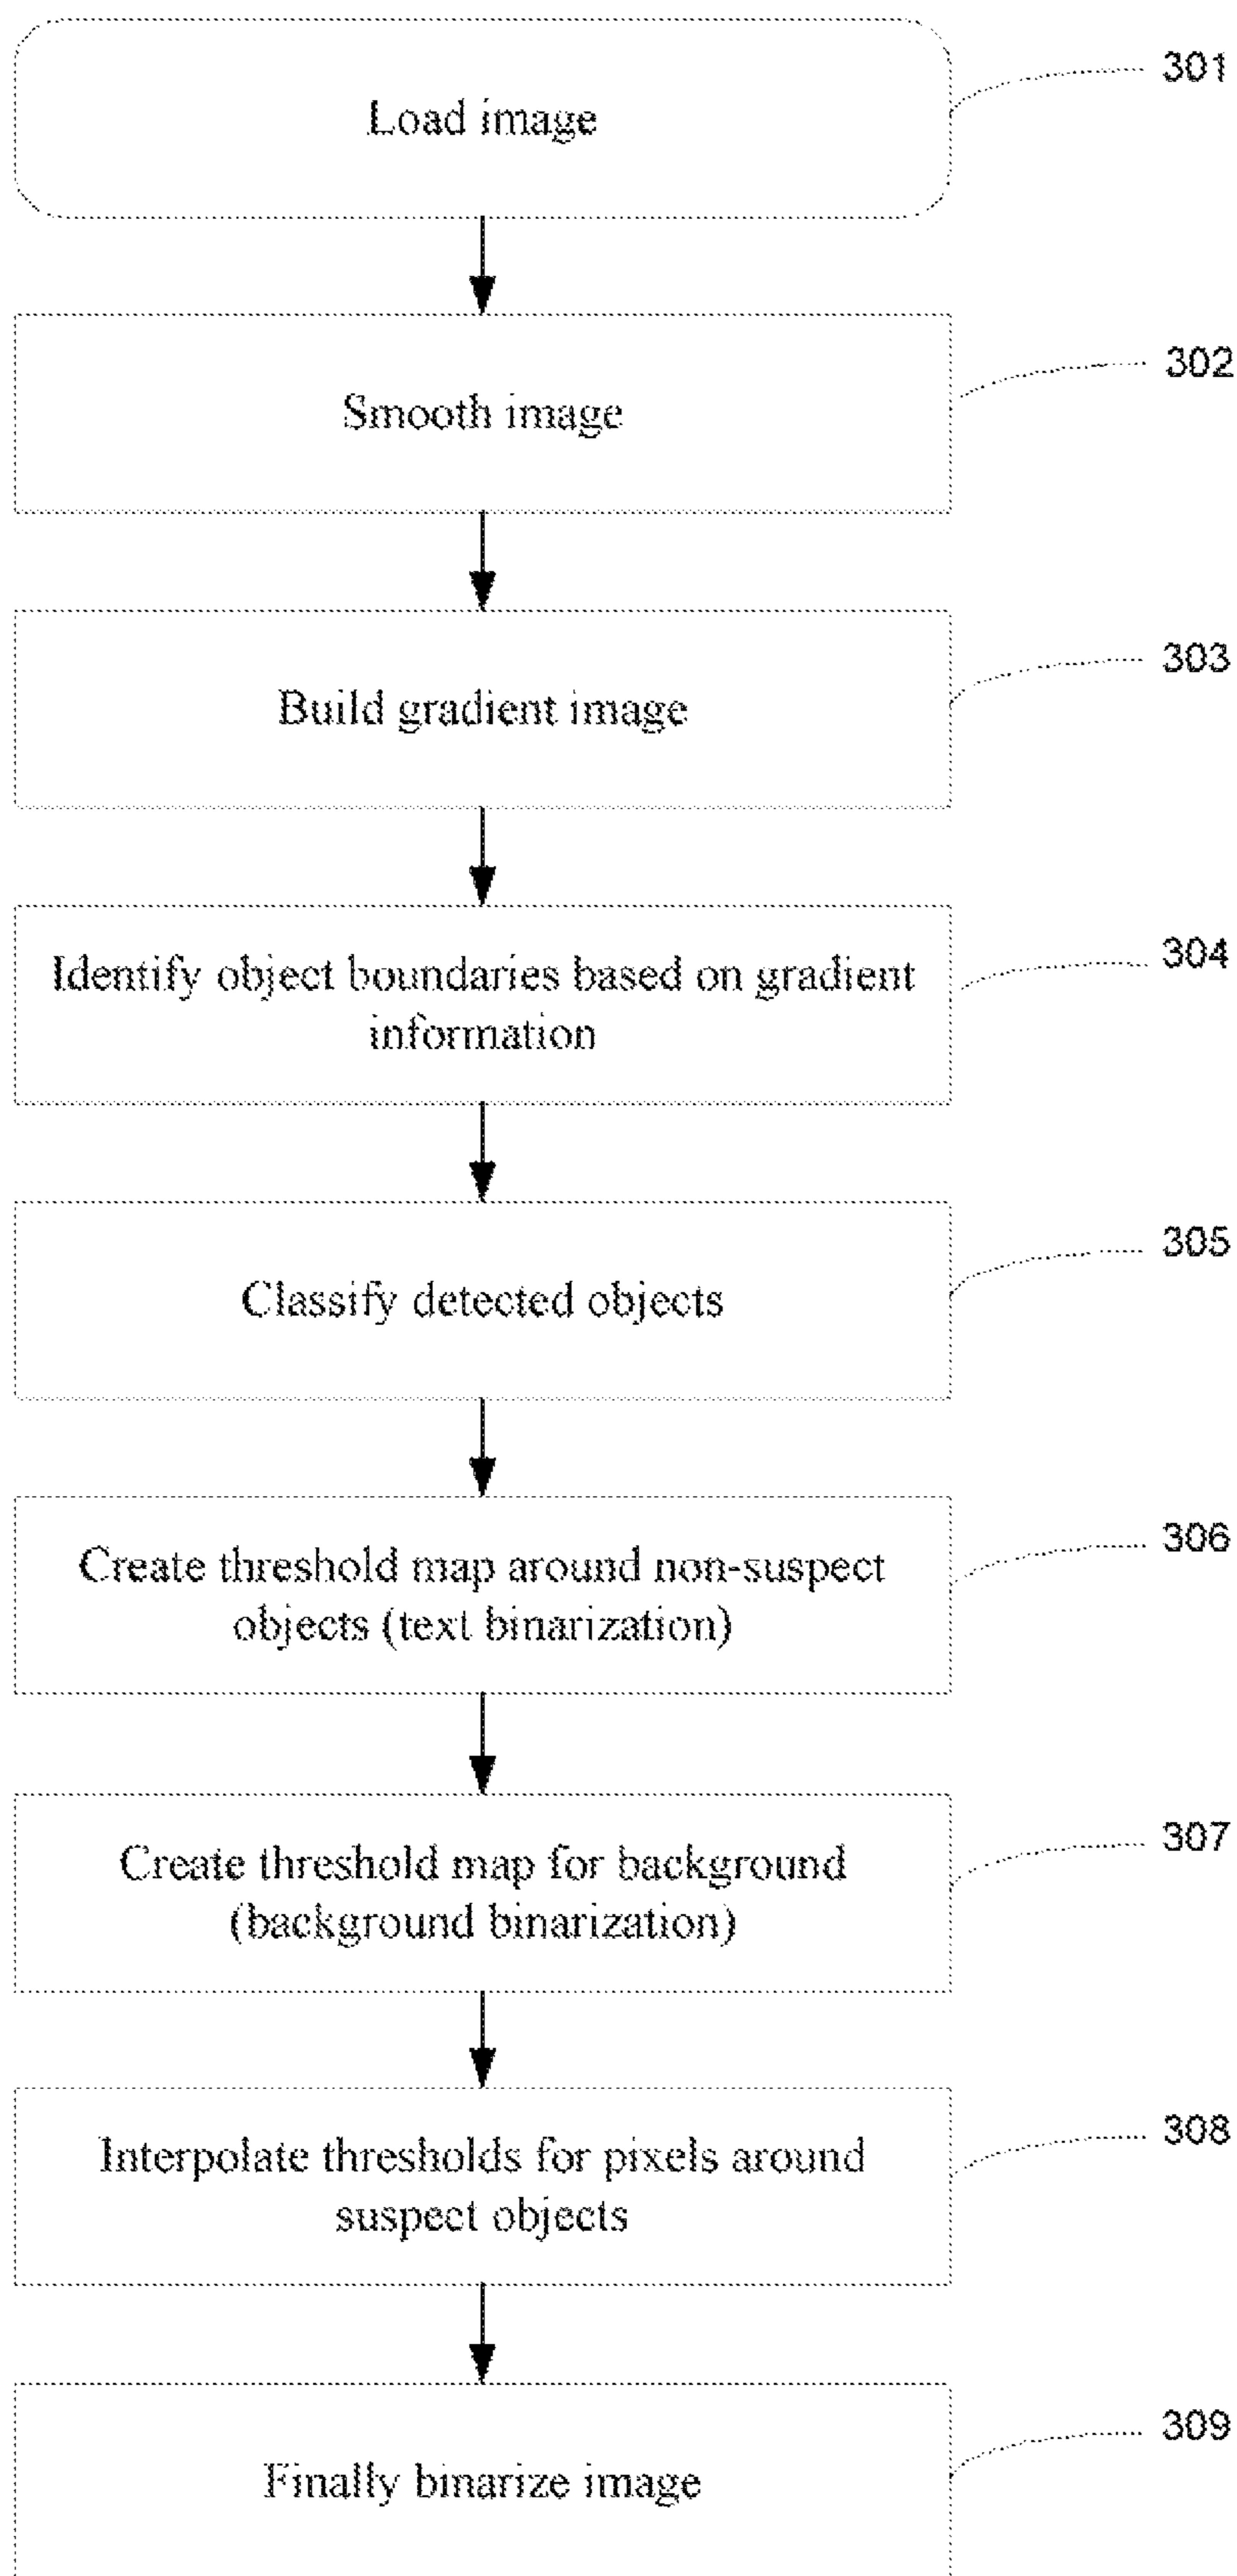 Load image
301
Smooth image
302
Build gradient image
303
Identify object boundaries based on gradient
information
304
Classify detected objects
305
Create threshold map around non-suspect
objects (text binarization)
306
Create threshold map for background
(background binarization)
307
Interpolate thresholds for pixels around
suspect objects
308
Finally binarize image
309